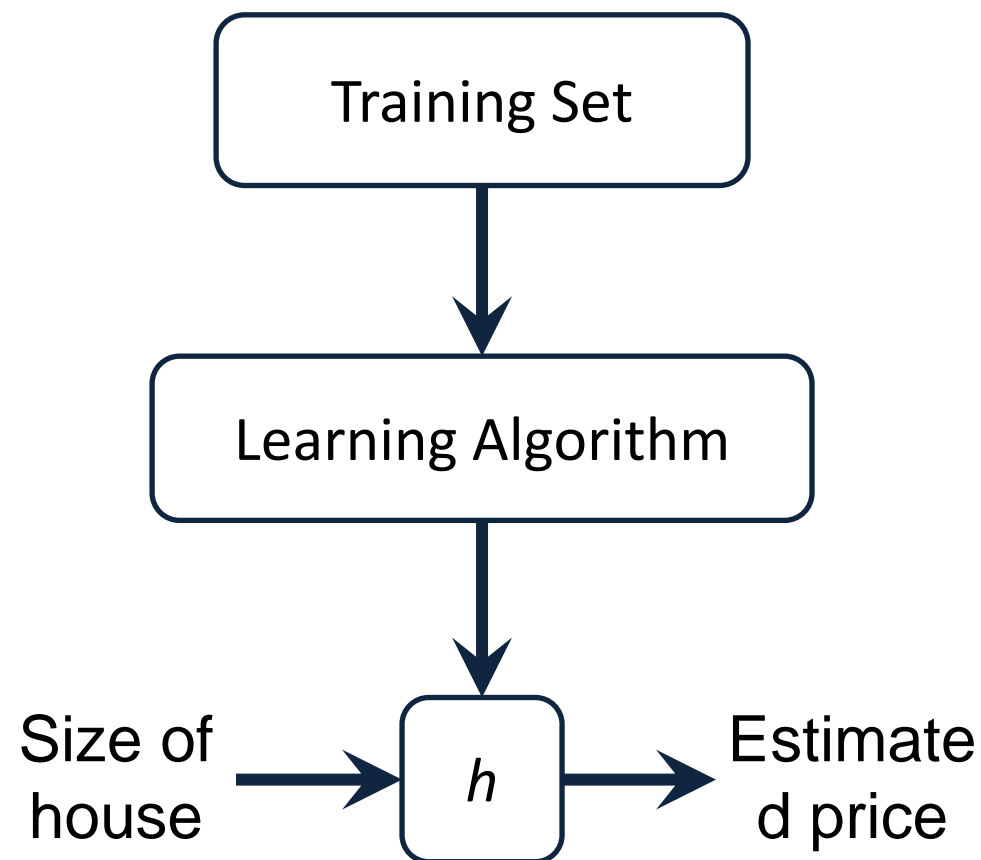 Training Set
Learning Algorithm
Size of
house
h
Estimate
d price